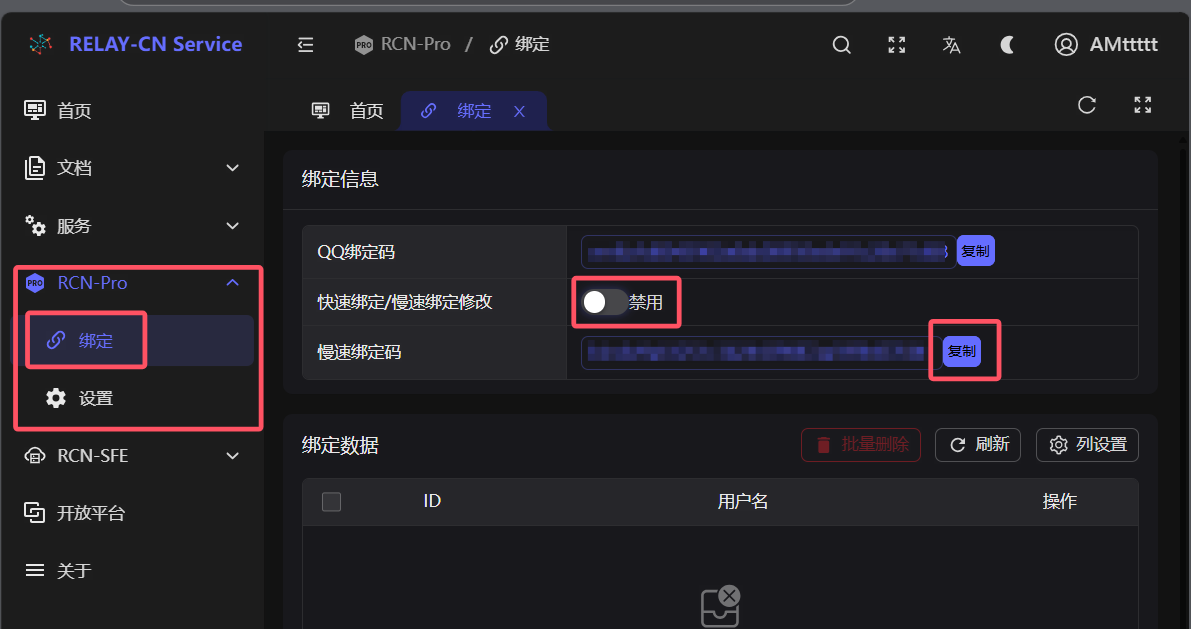 RELAY-CN Service
RCN-Pro / 绑定
AMttttt
首页
文档
服务
RCN-Pro
绑定
设置
RCN-SFE
开放平台
关于
首页 绑定
绑定信息
QQ绑定码 复制
快速绑定/慢速绑定修改 禁用
慢速绑定码 复制
绑定数据 批量删除 刷新 列设置
ID 用户名 操作